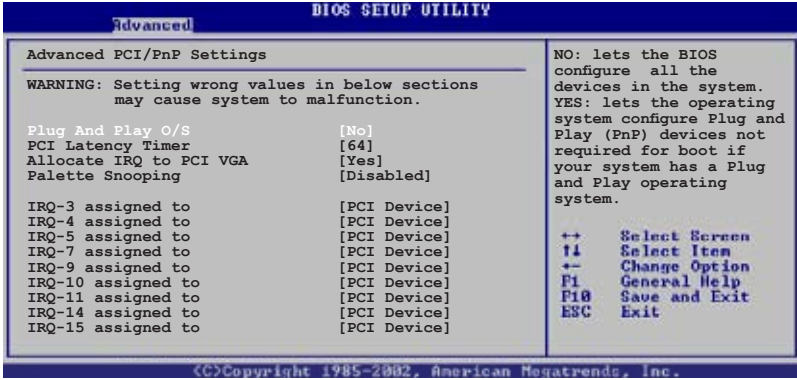 BIOS SETUP UTILITY
Advanced
Advanced PCI/PnP Settings
WARNING: Setting wrong values in below sections
may cause system to malfunction.
Plug And Play O/S [No]
PCI Latency Timer [64]
Allocate IRQ to PCI VGA [Yes]
Palette Snooping [Disabled]
IRQ-3 assigned to [PCI Device]
IRQ-4 assigned to [PCI Device]
IRQ-5 assigned to [PCI Device]
IRQ-7 assigned to [PCI Device]
IRQ-9 assigned to [PCI Device]
IRQ-10 assigned to [PCI Device]
IRQ-11 assigned to [PCI Device]
IRQ-14 assigned to [PCI Device]
IRQ-15 assigned to [PCI Device]
NO: lets the BIOS
configure all the
devices in the system.
YES: lets the operating
system configure Plug and
Play (PnP) devices not
required for boot if
your system has a Plug
and Play operating
system.
↔ Select Screen
↑↓ Select Item
+- Change Option
F1 General Help
F10 Save and Exit
ESC Exit
(C)Copyright 1985-2002, American Megatrends, Inc.